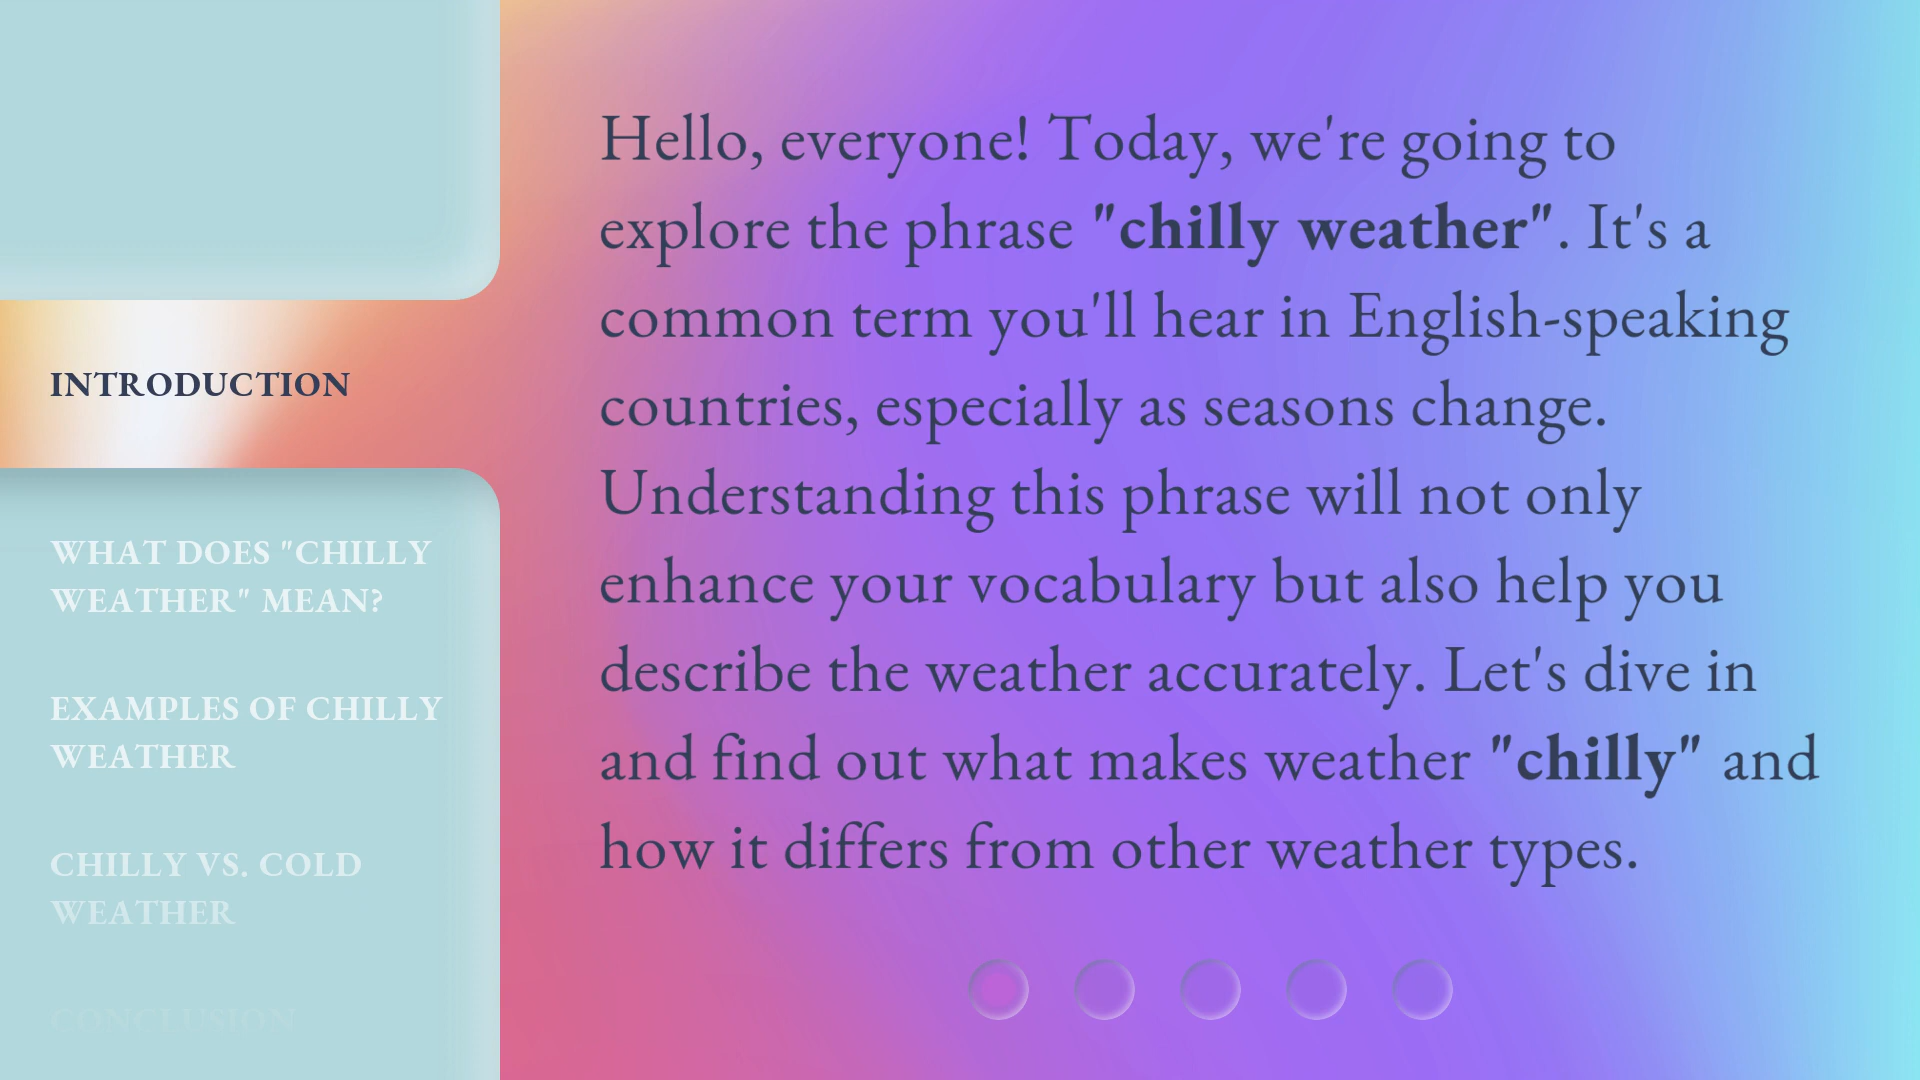 INTRODUCTION
WHAT DOES "CHILLY
WEATHER" MEAN?
EXAMPLES OF CHILLY
WEATHER
CHILLY VS. COLD
WEATHER
CONCLUSION
Hello, everyone! Today, we're going to
explore the phrase "chilly weather". It's a
common term you'll hear in English-speaking
countries, especially as seasons change.
Understanding this phrase will not only
enhance your vocabulary but also help you
describe the weather accurately. Let's dive in
and find out what makes weather "chilly" and
how it differs from other weather types.